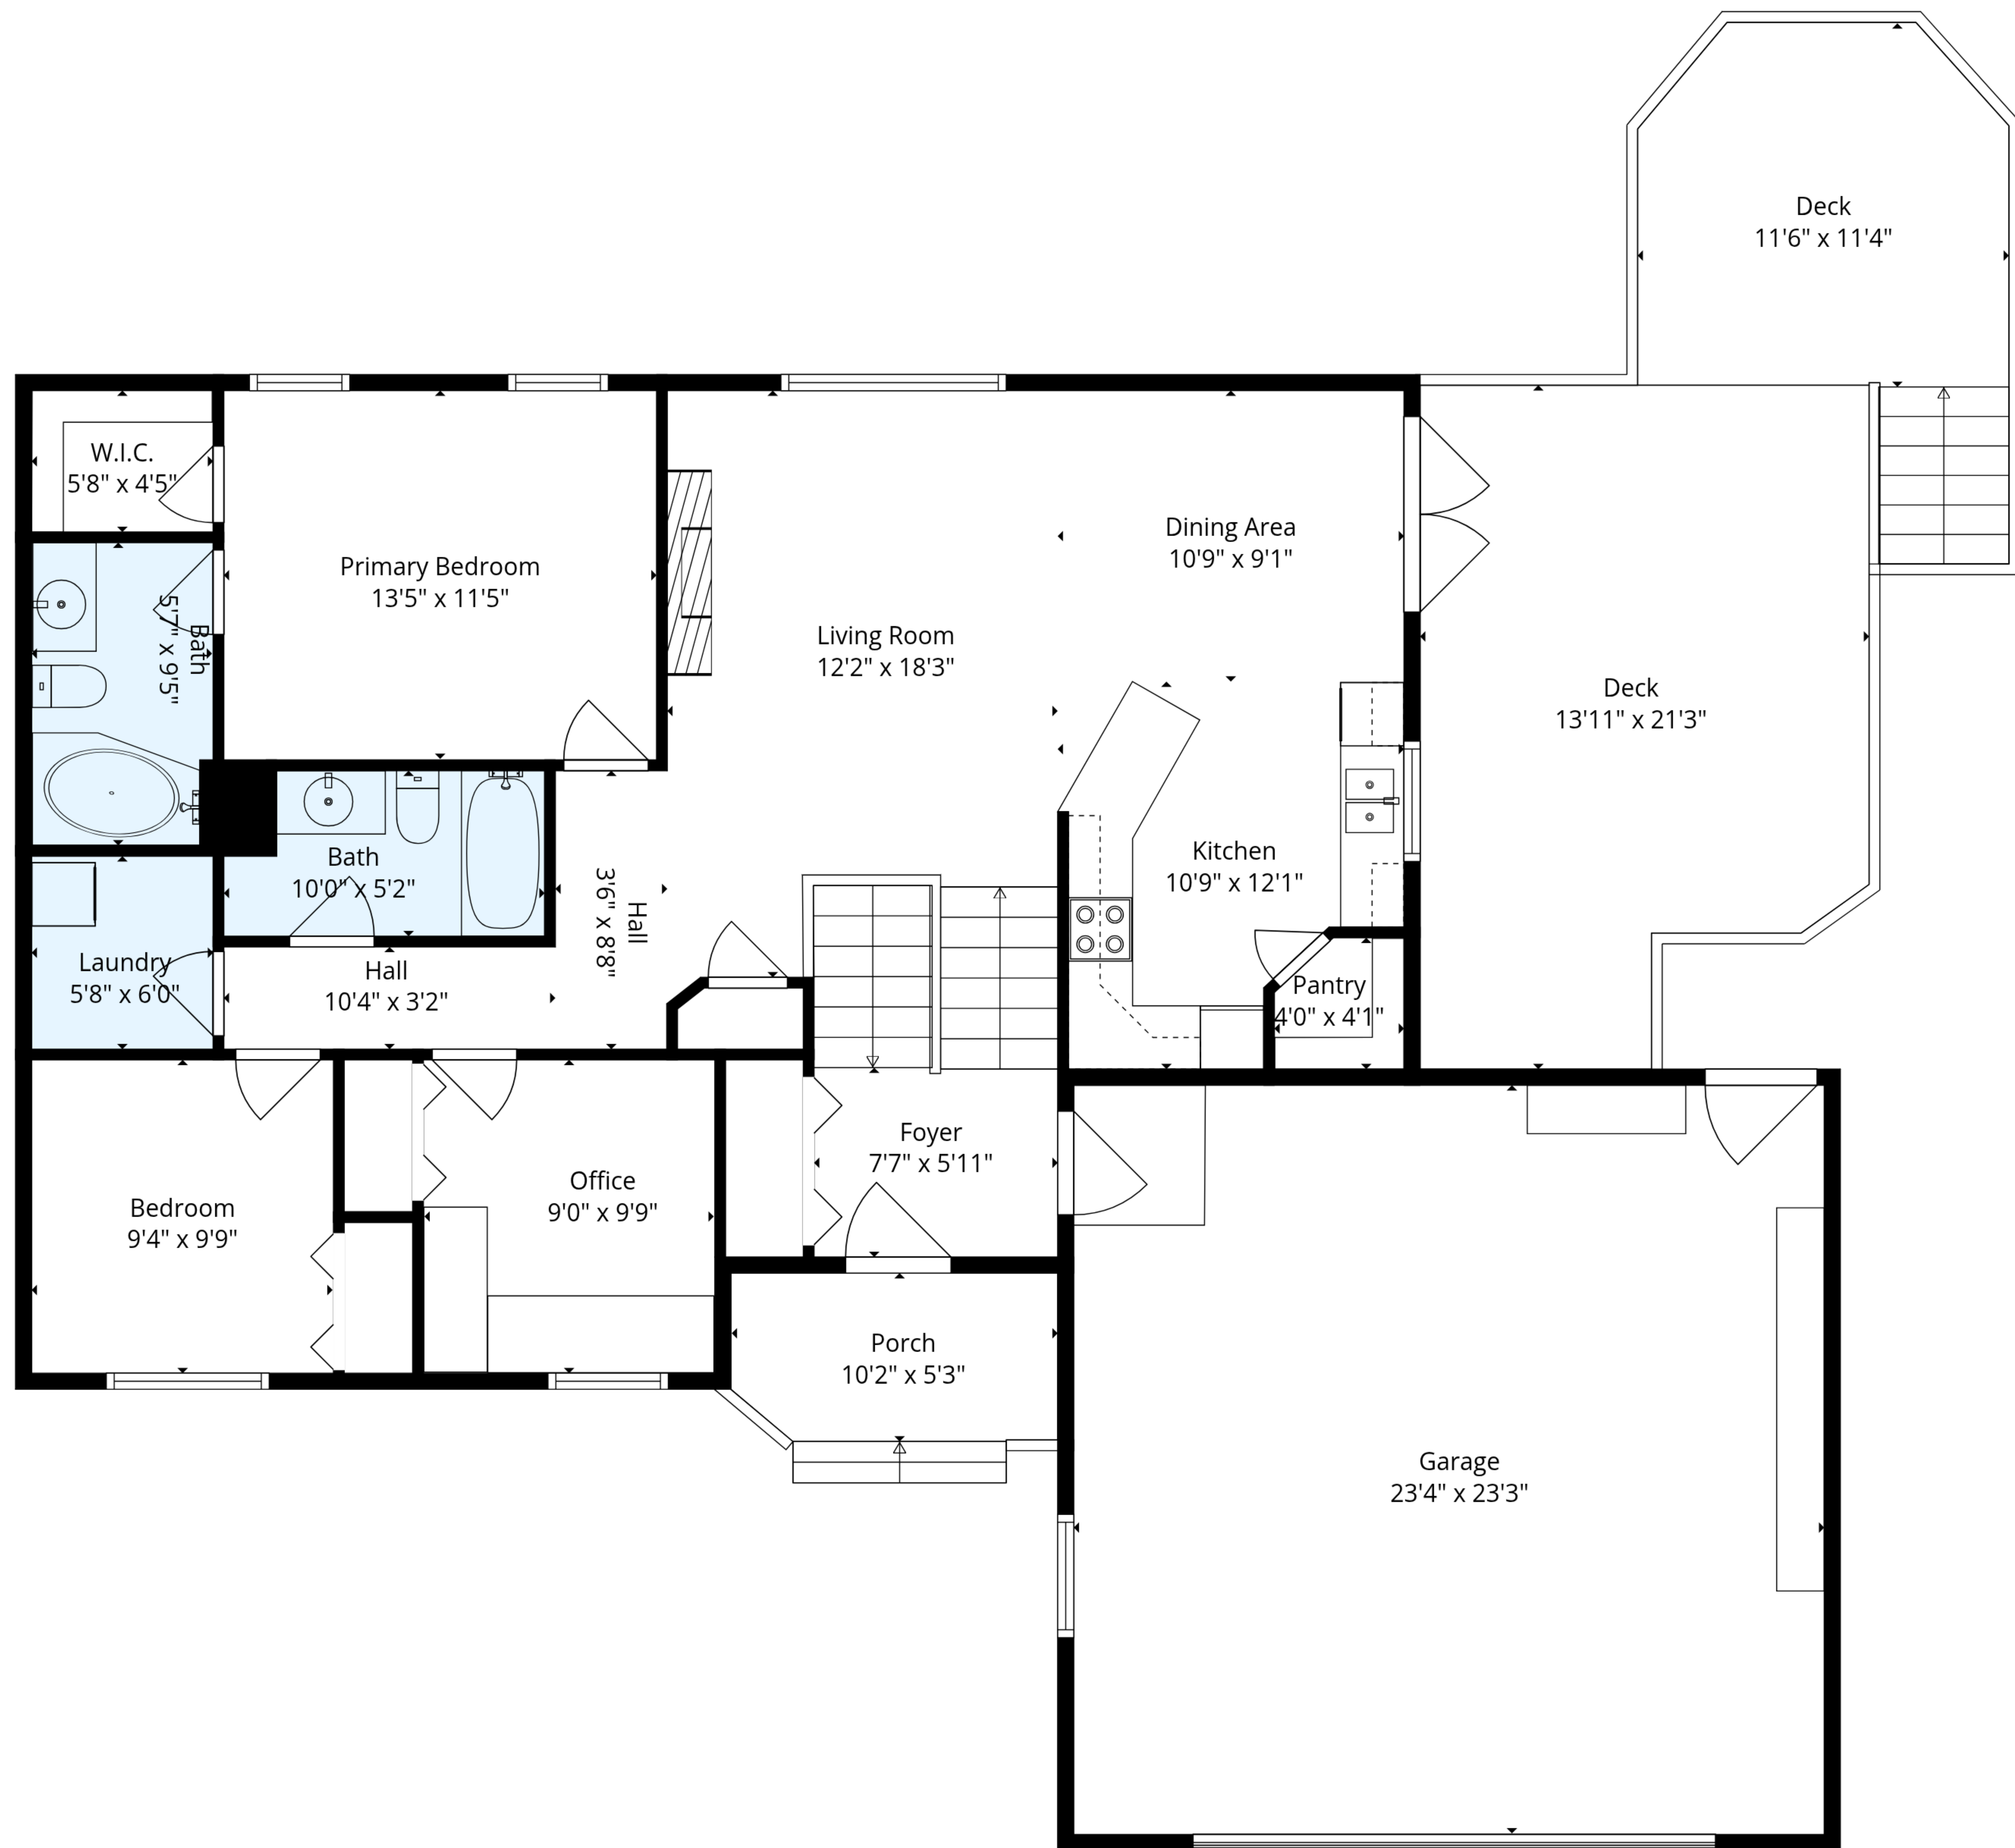 Deck
11'6" x 11'4"
W.I.C.
5'8" x 4'5"
Primary Bedroom
13'5" x 11'5"
Dining Area
10'9" x 9'1"
Living Room
12'2" x 18'3"
Bath
5'7" x 9'5"
Deck
13'11" x 21'3"
Bath
10'0" x 5'2"
Kitchen
10'9" x 12'1"
Hall
3'6" x 8'8"
Laundry
5'8" x 6'0"
Hall
10'4" x 3'2"
Pantry
4'0" x 4'1"
Foyer
7'7" x 5'11"
Office
9'0" x 9'9"
Bedroom
9'4" x 9'9"
Porch
10'2" x 5'3"
Garage
23'4" x 23'3"